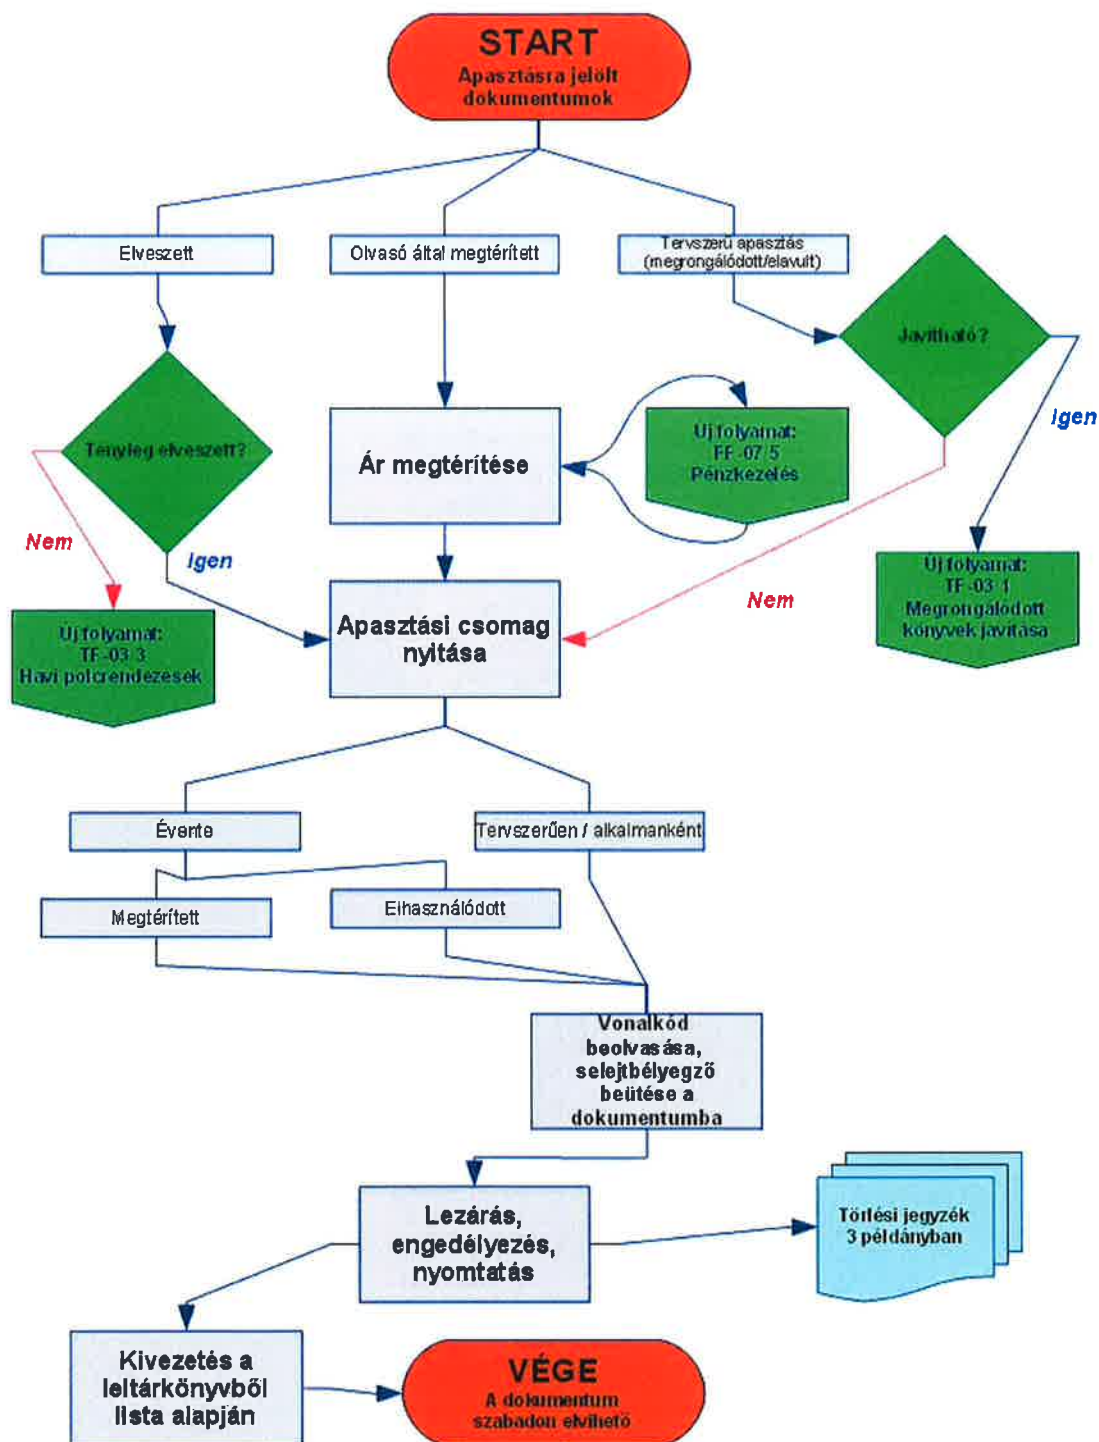 START
Apasztásra jelölt
dokumentumok
Elveszett
Olvasó által megtérített
Tervszerű apasztás
(megrongálódott/elavult)
Javítható?
Igen
Tényleg elveszett?
Ár megtérítése
Új folyamat:
FF-07/5
Pénzkezelés
Nem
Igen
Nem
Új folyamat:
TF-03/3
Havi polcrendezések
Apasztási csomag
nyitása
Új folyamat:
TF-03/1
Megrongálódott
könyvek javítása
Évente
Tervszerűen / alkalmanként
Megtérített
Elhasználódott
Vonalkód
beolvasása,
selejtbélyegző
beütése a
dokumentumba
Lezárás,
engedélyezés,
nyomtatás
Törlési jegyzék
3 példányban
Kivezetés a
leltárkönyvből
lista alapján
VÉGE
A dokumentum
szabadon elvihető